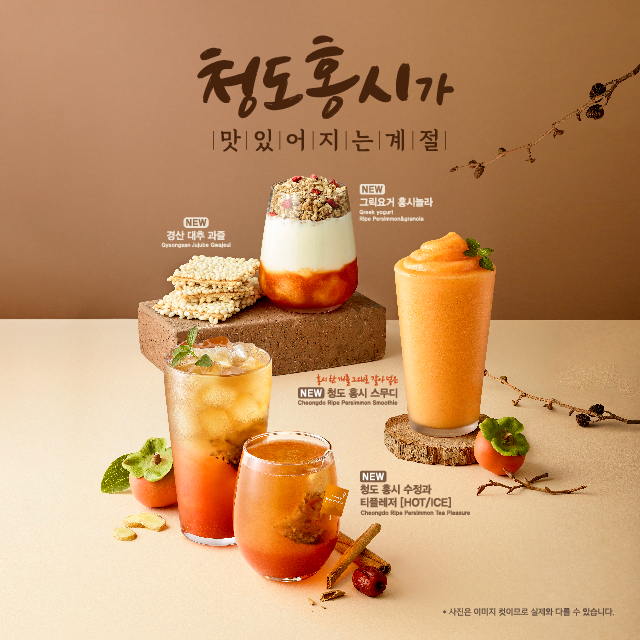 청도홍시가
맛있어지는계절
NEW
그릭요거 홍시놀라
Greek yogurt
Ripe Persimmon&granola
NEW
경산 대추 과즐
Gyeongsan Jujube Gwajeul
홍시 한 개를 그대로 갈아 넣은
NEW 청도 홍시 스무디
Cheongdo Ripe Persimmon Smoothie
NEW
청도 홍시 수정과
티플레저 [HOT/ICE]
Cheongdo Ripe Persimmon Tea Pleasure
* 사진은 이미지 컷이므로 실제와 다를 수 있습니다.